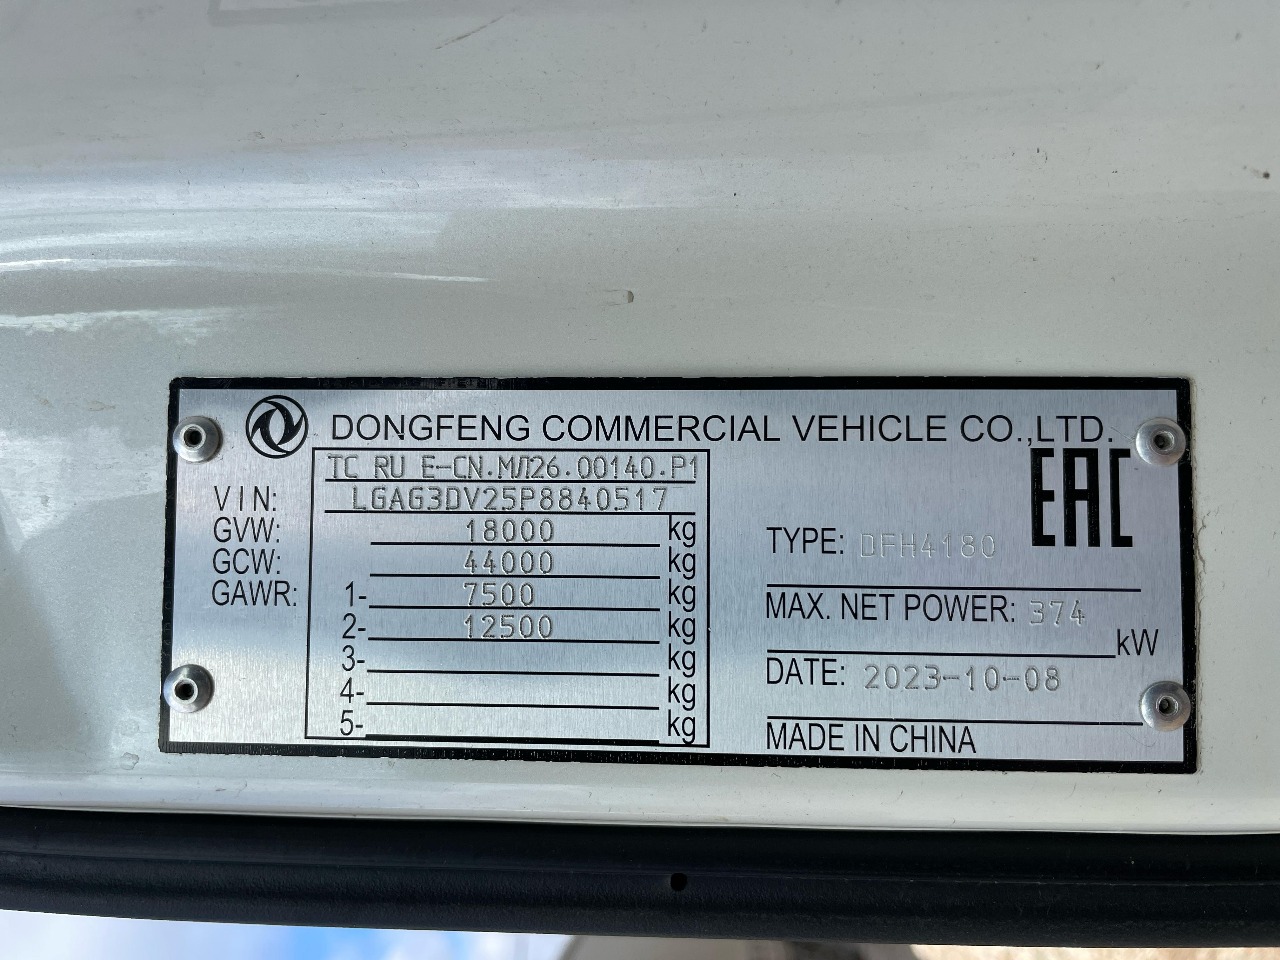 DONGFENG COMMERCIAL VEHICLE CO.,LTD.
TC RU E-CN.МЛ26.00140.P1
VIN: LGAG3DV25P8840517
GVW: 18000 kg
GCW: 44000 kg
GAWR: 1- 7500 kg
2- 12500 kg
3- kg
4- kg
5- kg
EAC
TYPE: DFH4180
MAX. NET POWER: 374 kW
DATE: 2023-10-08
MADE IN CHINA